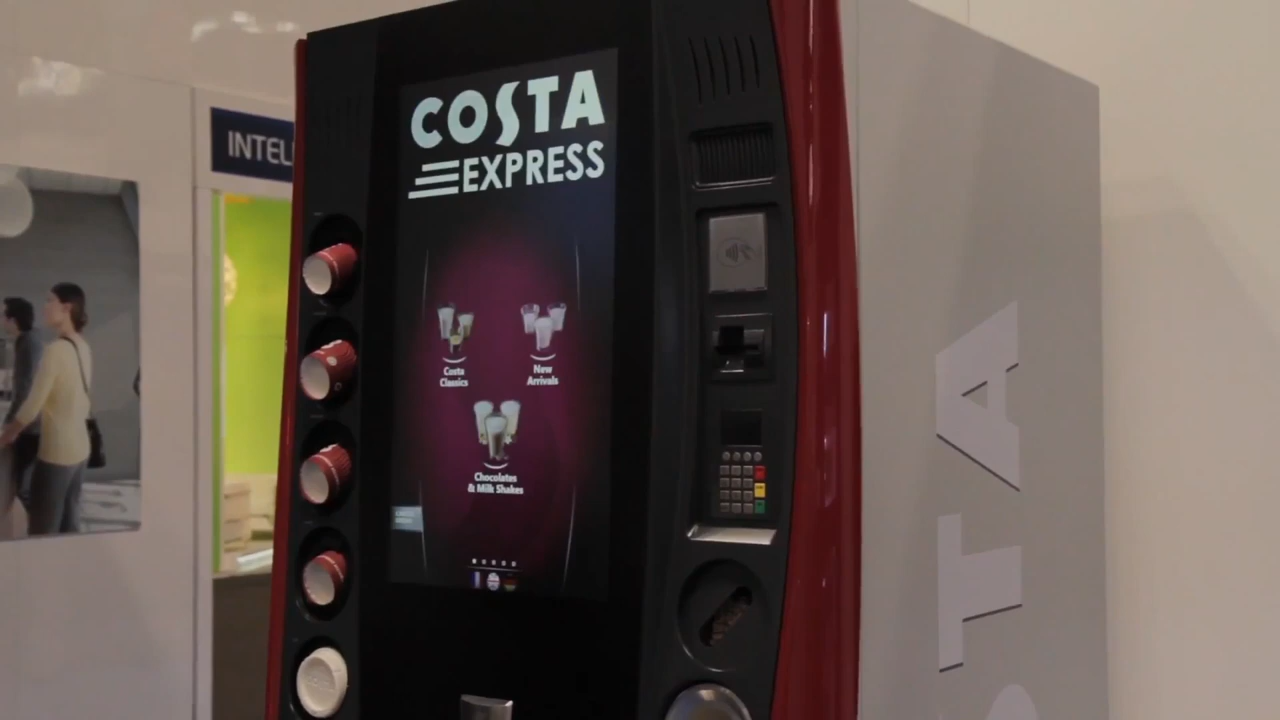 INTEL
COSTA
EXPRESS
Costa
Classics
New
Arrivals
Chocolates
& Milk Shakes
STA